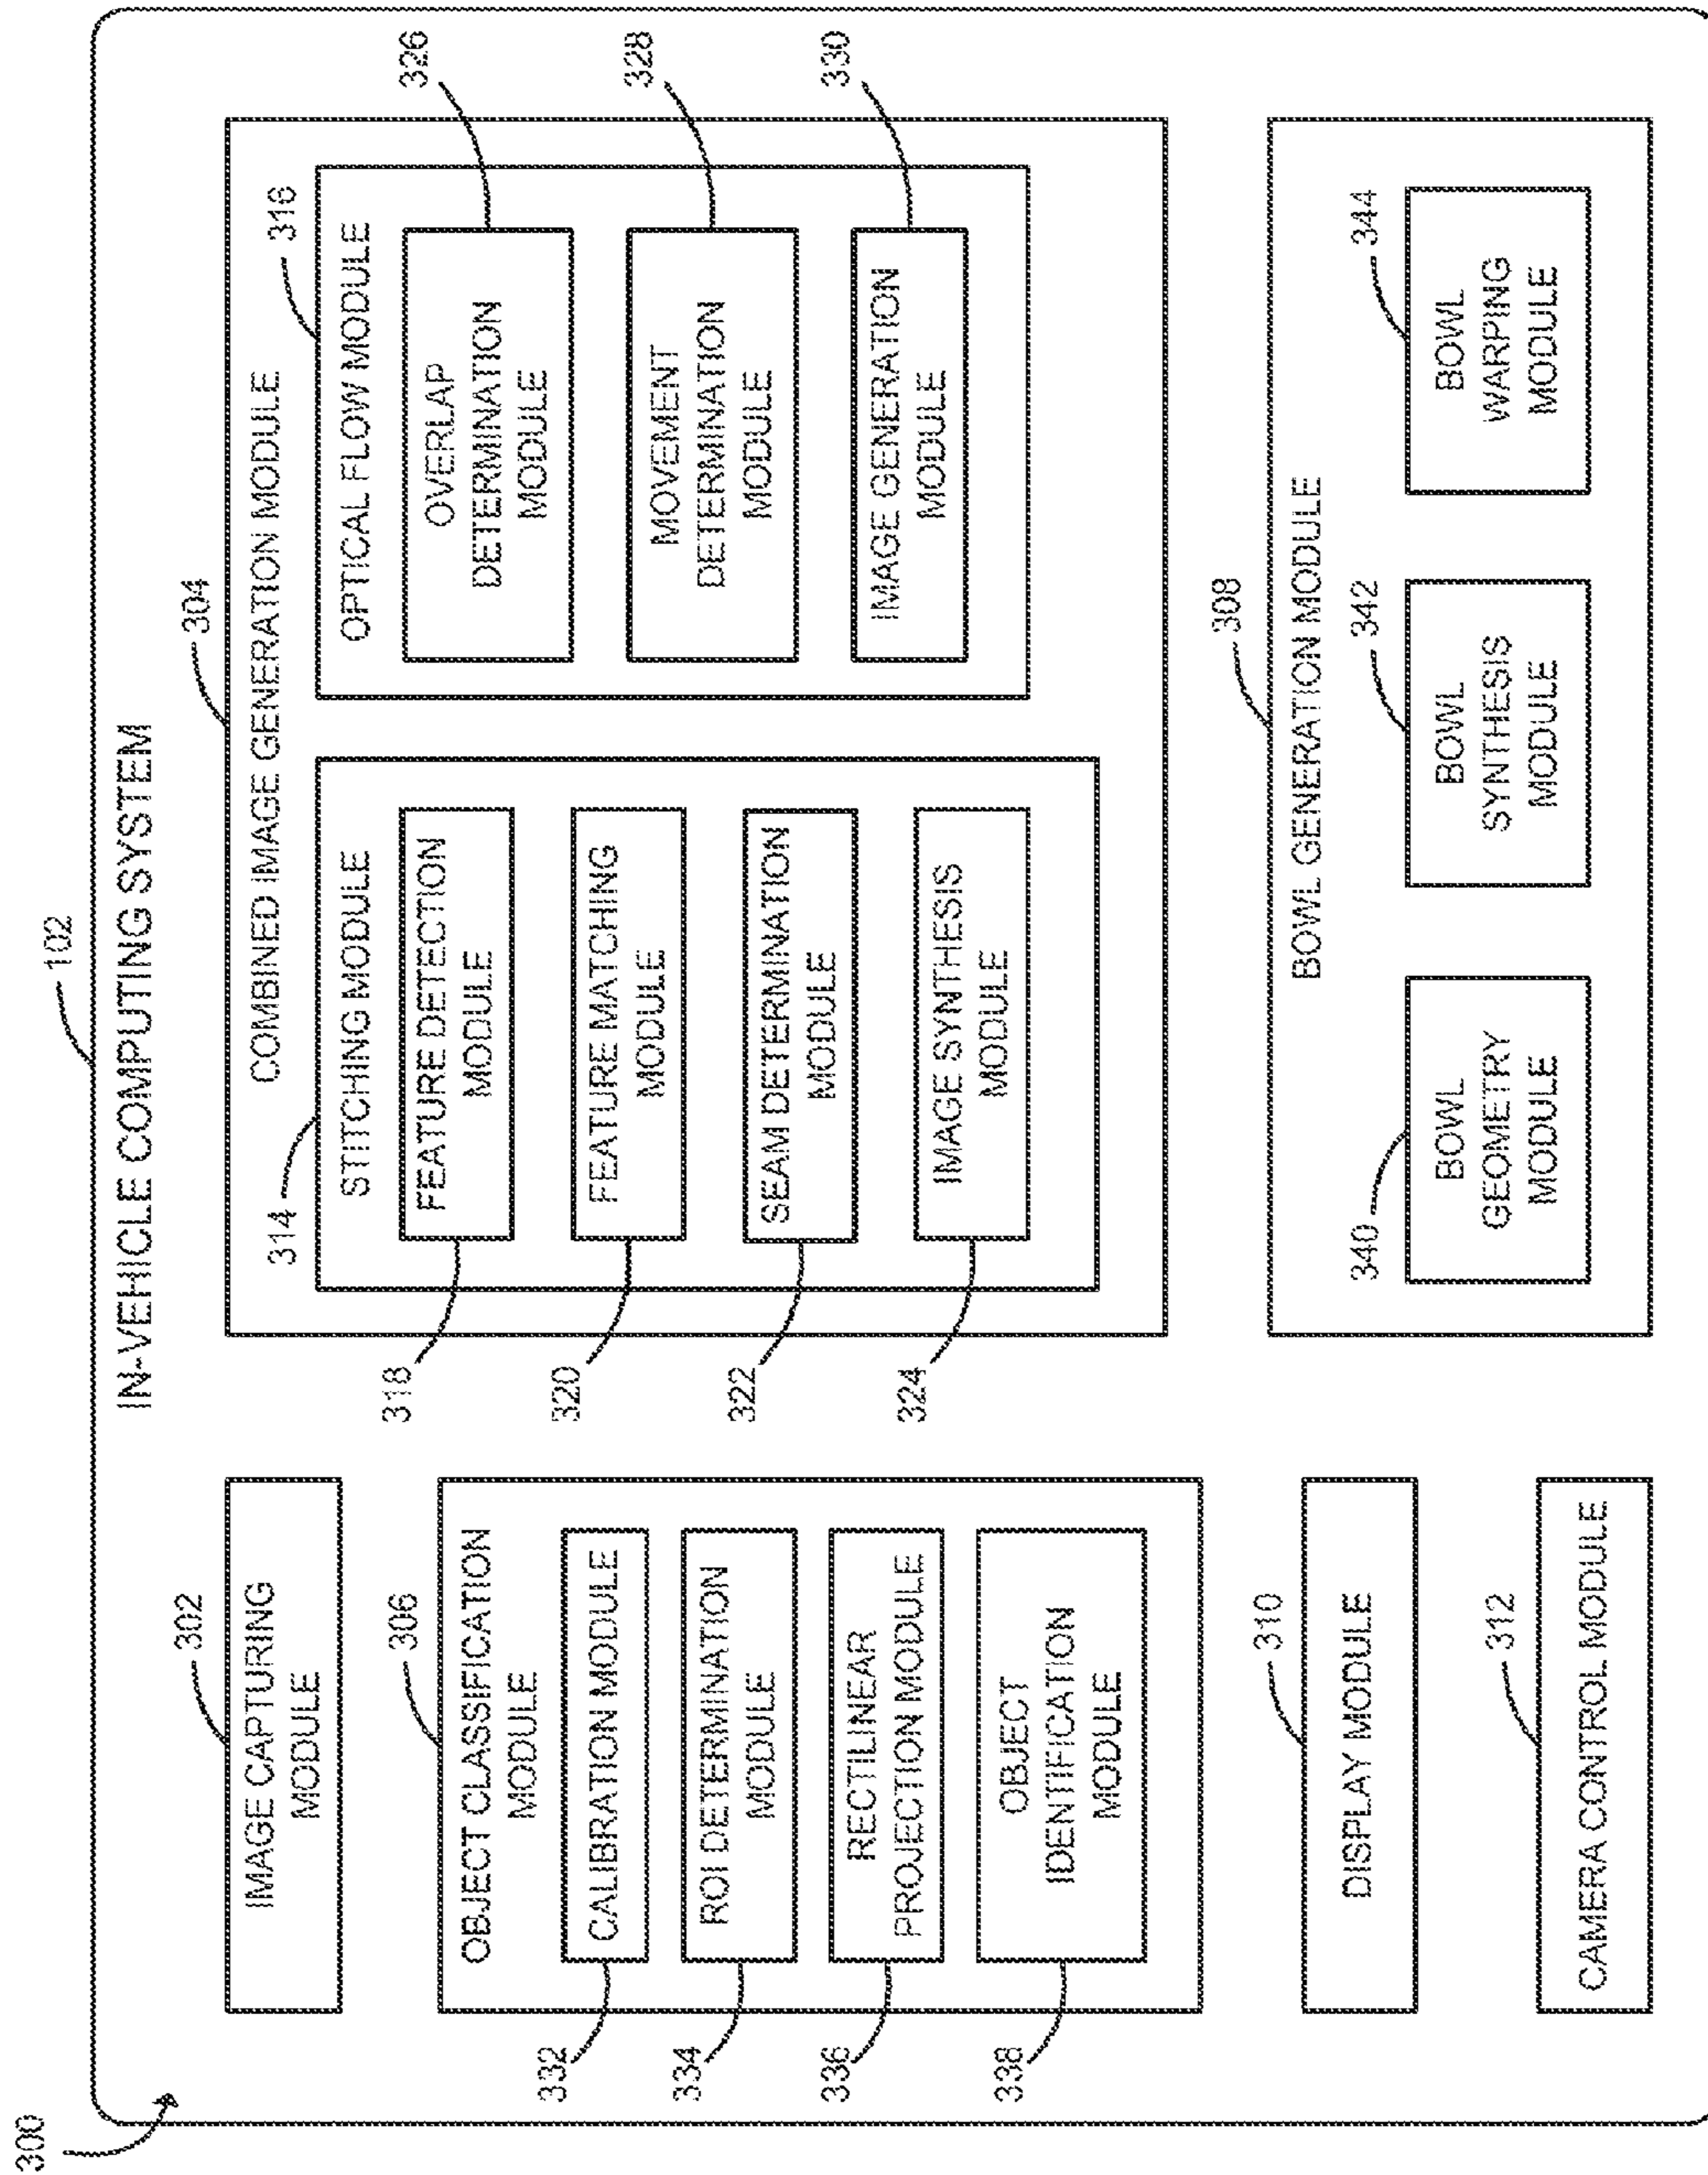 300
102
IN-VEHICLE COMPUTING SYSTEM
302
IMAGE CAPTURING
MODULE
306
OBJECT CLASSIFICATION
MODULE
332
CALIBRATION MODULE
334
ROI DETERMINATION
MODULE
336
RECTILINEAR
PROJECTION MODULE
338
OBJECT
IDENTIFICATION
MODULE
310
DISPLAY MODULE
312
CAMERA CONTROL MODULE
304
COMBINED IMAGE GENERATION MODULE
314
STITCHING MODULE
318
FEATURE DETECTION
MODULE
320
FEATURE MATCHING
MODULE
322
SEAM DETERMINATION
MODULE
324
IMAGE SYNTHESIS
MODULE
316
OPTICAL FLOW MODULE
326
OVERLAP
DETERMINATION
MODULE
328
MOVEMENT
DETERMINATION
MODULE
330
IMAGE GENERATION
MODULE
308
BOWL GENERATION MODULE
340
BOWL
GEOMETRY
MODULE
342
BOWL
SYNTHESIS
MODULE
344
BOWL
WARPING
MODULE